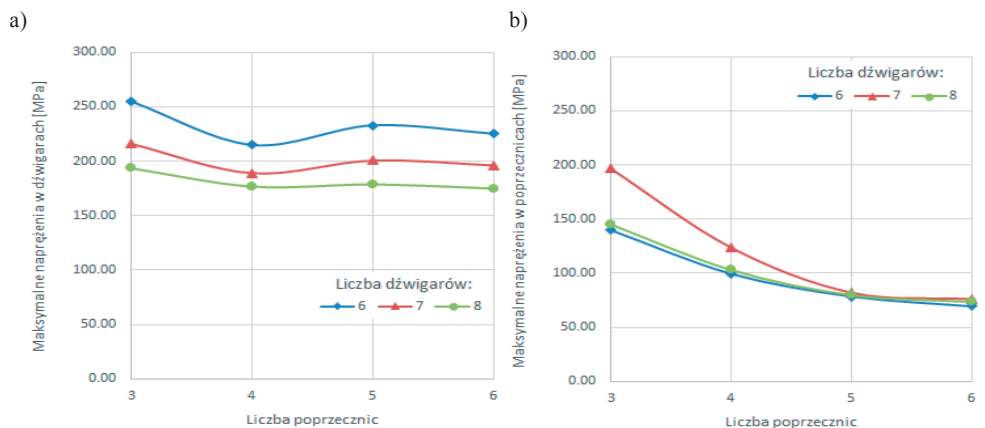 a)
Maksymalne naprężenia w dźwigarach [MPa]
300.00
250.00
200.00
150.00
100.00
50.00
0.00
Liczba dźwigarów:
6 7 8
3 4 5 6
Liczba poprzecznic
b)
Maksymalne naprężenia w poprzecznicach [MPa]
300.00
250.00
200.00
150.00
100.00
50.00
0.00
Liczba dźwigarów:
6 7 8
3 4 5 6
Liczba poprzecznic